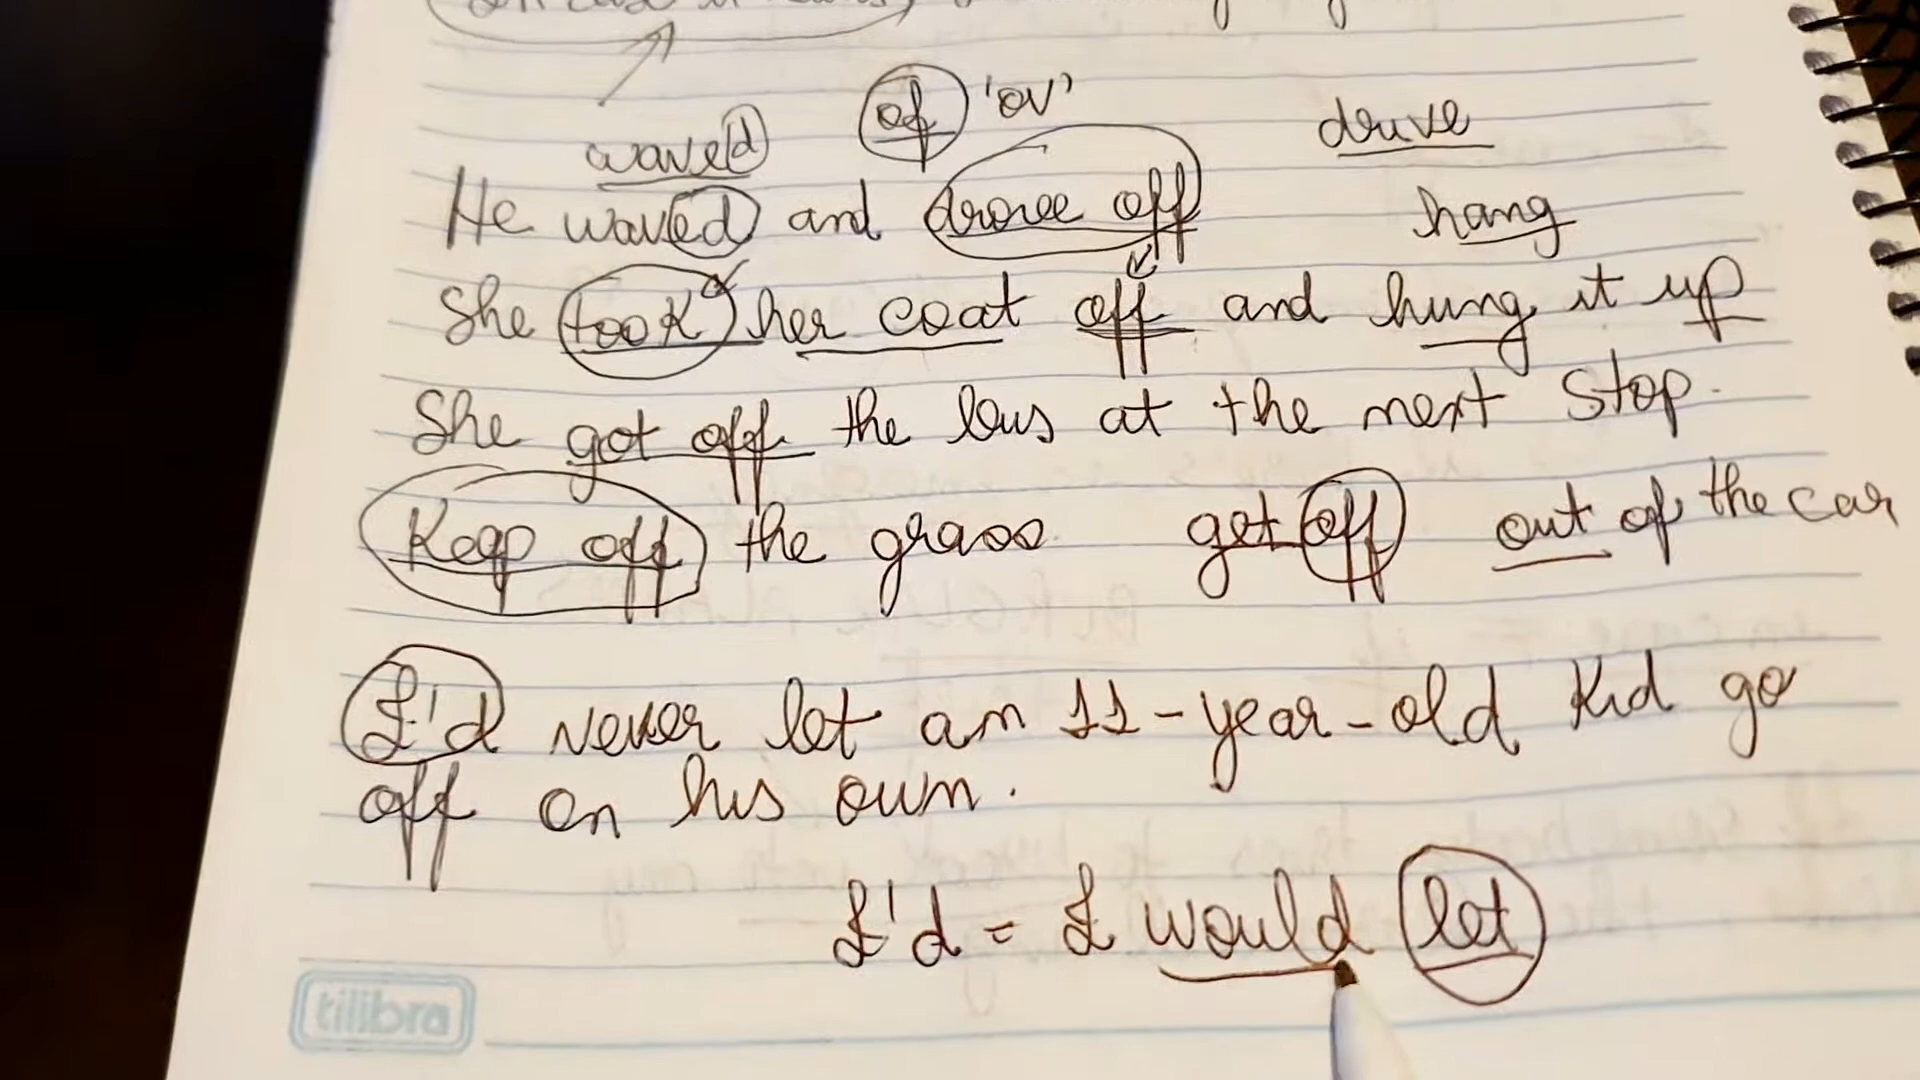 of 'ov'
waved
drive
He waved and drove off
hang
She took her coat off and hung it up
She got off the bus at the next stop.
Keep off the grass. get off out of the car
I'd never let an 11-year-old kid go
off on his own.
I'd = I would let
tilibra